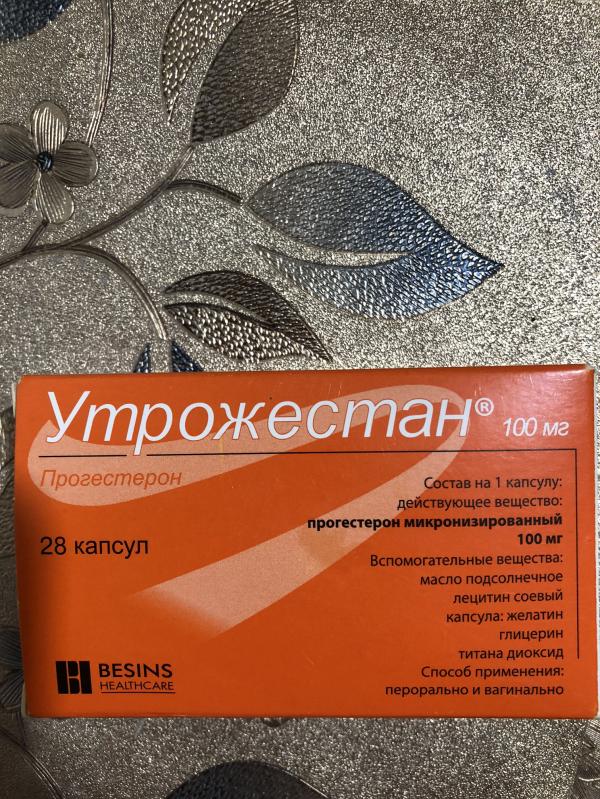 Утрожестан® 100 мг
Прогестерон
28 капсул
Состав на 1 капсулу:
действующее вещество:
прогестерон микронизированный
100 мг
Вспомогательные вещества:
масло подсолнечное
лецитин соевый
капсула: желатин
глицерин
титана диоксид
Способ применения:
перорально и вагинально
BESINS
HEALTHCARE